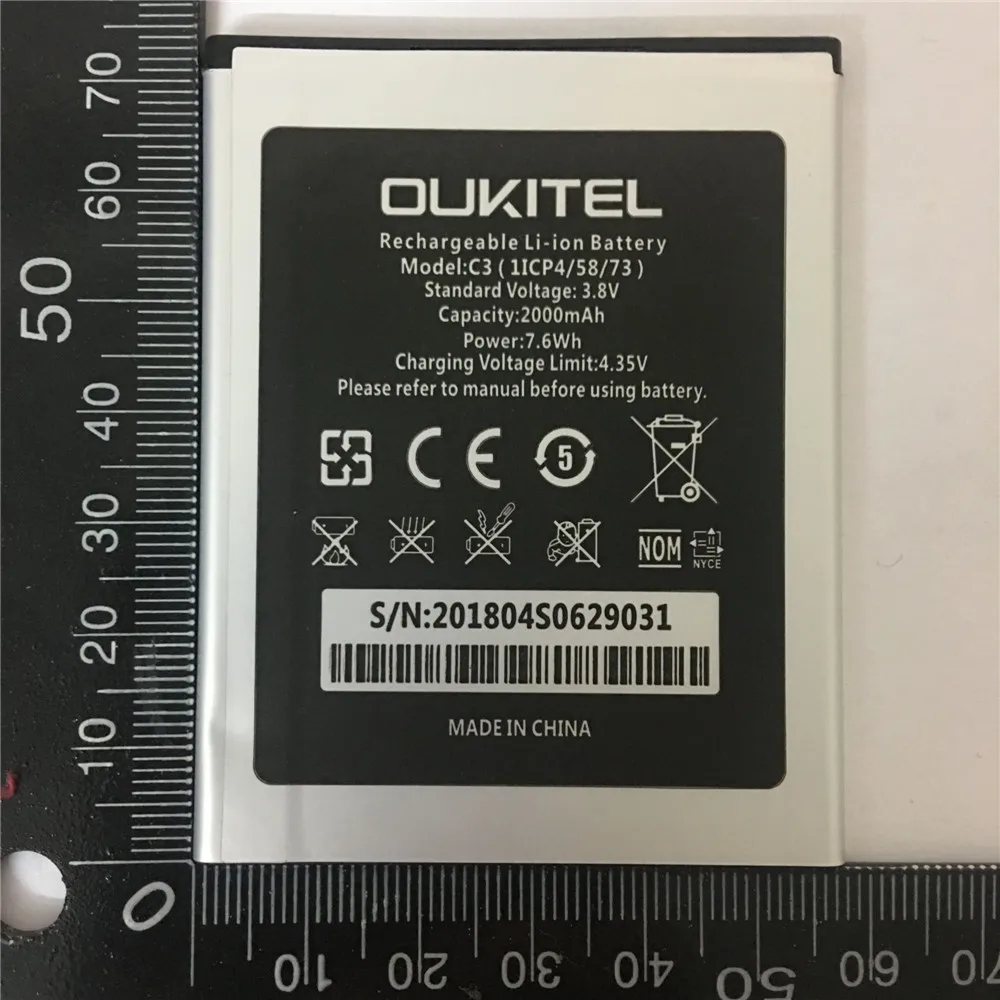 OUKITEL
Rechargeable Li-ion Battery
Model:C3 ( 1ICP4/58/73 )
Standard Voltage: 3.8V
Capacity:2000mAh
Power:7.6Wh
Charging Voltage Limit:4.35V
Please refer to manual before using battery.
CE
5
NOM
NYCE
S/N:201804S0629031
MADE IN CHINA
70
60
50
40
30
20
10
0
10
20
30
40
50
60
70